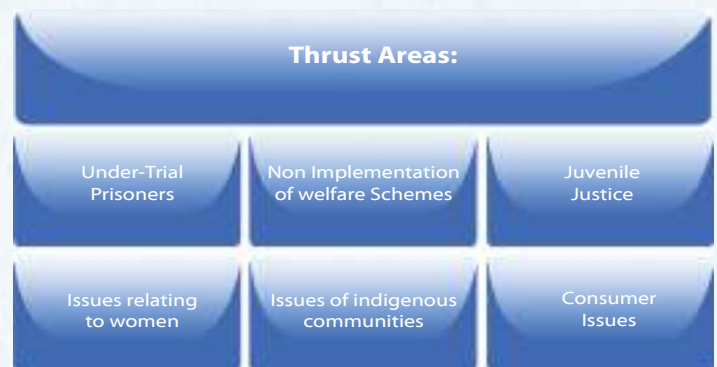 Thrust Areas:
Under-Trial
Prisoners
Non Implementation
of welfare Schemes
Juvenile
Justice
Issues relating
to women
Issues of indigenous
communities
Consumer
Issues